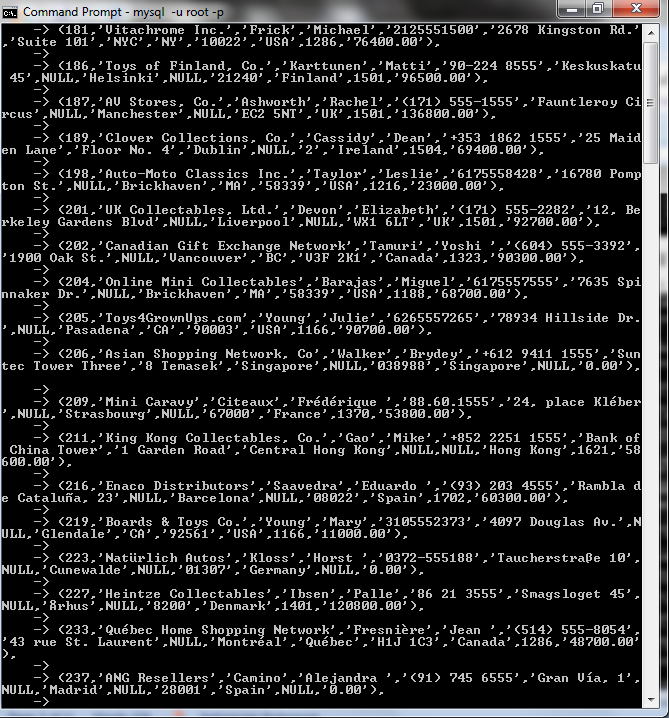 Command Prompt - mysql -u root -p
-> (181,'Vitachrome Inc.','Frick','Michael','2125551500','2678 Kingston Rd.'
,'Suite 101','NYC','NY','10022','USA',1286,'76400.00'),
->
-> (186,'Toys of Finland, Co.','Karttunen','Matti','90-224 8555','Keskuskatu
45',NULL,'Helsinki',NULL,'21240','Finland',1501,'96500.00'),
->
-> (187,'AV Stores, Co.','Ashworth','Rachel','(171) 555-1555','Fauntleroy Ci
rcus',NULL,'Manchester',NULL,'EC2 5NT','UK',1501,'136800.00'),
->
-> (189,'Clover Collections, Co.','Cassidy','Dean','+353 1862 1555','25 Maid
en Lane','Floor No. 4','Dublin',NULL,'2','Ireland',1504,'69400.00'),
->
-> (198,'Auto-Moto Classics Inc.','Taylor','Leslie','6175558428','16780 Pomp
ton St.',NULL,'Brickhaven','MA','58339','USA',1216,'23000.00'),
->
-> (201,'UK Collectables, Ltd.','Devon','Elizabeth','(171) 555-2282','12, Be
rkeley Gardens Blvd',NULL,'Liverpool',NULL,'WX1 6LT','UK',1501,'92700.00'),
->
-> (202,'Canadian Gift Exchange Network','Tamuri','Yoshi ','(604) 555-3392',
'1900 Oak St.',NULL,'Vancouver','BC','V3F 2K1','Canada',1323,'90300.00'),
->
-> (204,'Online Mini Collectables','Barajas','Miguel','6175557555','7635 Spi
nnaker Dr.',NULL,'Brickhaven','MA','58339','USA',1188,'68700.00'),
->
-> (205,'Toys4GrownUps.com','Young','Julie','6265557265','78934 Hillside Dr.
',NULL,'Pasadena','CA','90003','USA',1166,'90700.00'),
->
-> (206,'Asian Shopping Network, Co','Walker','Brydey','+612 9411 1555','Sun
tec Tower Three','8 Temasek','Singapore',NULL,'038988','Singapore',NULL,'0.00'),
->
-> (209,'Mini Caravy','Citeaux','Frédérique ','88.60.1555','24, place Kléber
',NULL,'Strasbourg',NULL,'67000','France',1370,'53800.00'),
->
-> (211,'King Kong Collectables, Co.','Gao','Mike','+852 2251 1555','Bank of
China Tower','1 Garden Road','Central Hong Kong',NULL,NULL,'Hong Kong',1621,'58
600.00'),
->
-> (216,'Enaco Distributors','Saavedra','Eduardo ','(93) 203 4555','Rambla d
e Cataluña, 23',NULL,'Barcelona',NULL,'08022','Spain',1702,'60300.00'),
->
-> (219,'Boards & Toys Co.','Young','Mary','3105552373','4097 Douglas Av.',N
ULL,'Glendale','CA','92561','USA',1166,'11000.00'),
->
-> (223,'Natürlich Autos','Kloss','Horst ','0372-555188','Taucherstraße 10',
NULL,'Cunewalde',NULL,'01307','Germany',NULL,'0.00'),
->
-> (227,'Heintze Collectables','Ibsen','Palle','86 21 3555','Smagsloget 45',
NULL,'Århus',NULL,'8200','Denmark',1401,'120800.00'),
->
-> (233,'Québec Home Shopping Network','Fresnière','Jean ','(514) 555-8054',
'43 rue St. Laurent',NULL,'Montréal','Québec','H1J 1C3','Canada',1286,'48700.00'
),
->
-> (237,'ANG Resellers','Camino','Alejandra ','(91) 745 6555','Gran Vía, 1',
NULL,'Madrid',NULL,'28001','Spain',NULL,'0.00'),
->